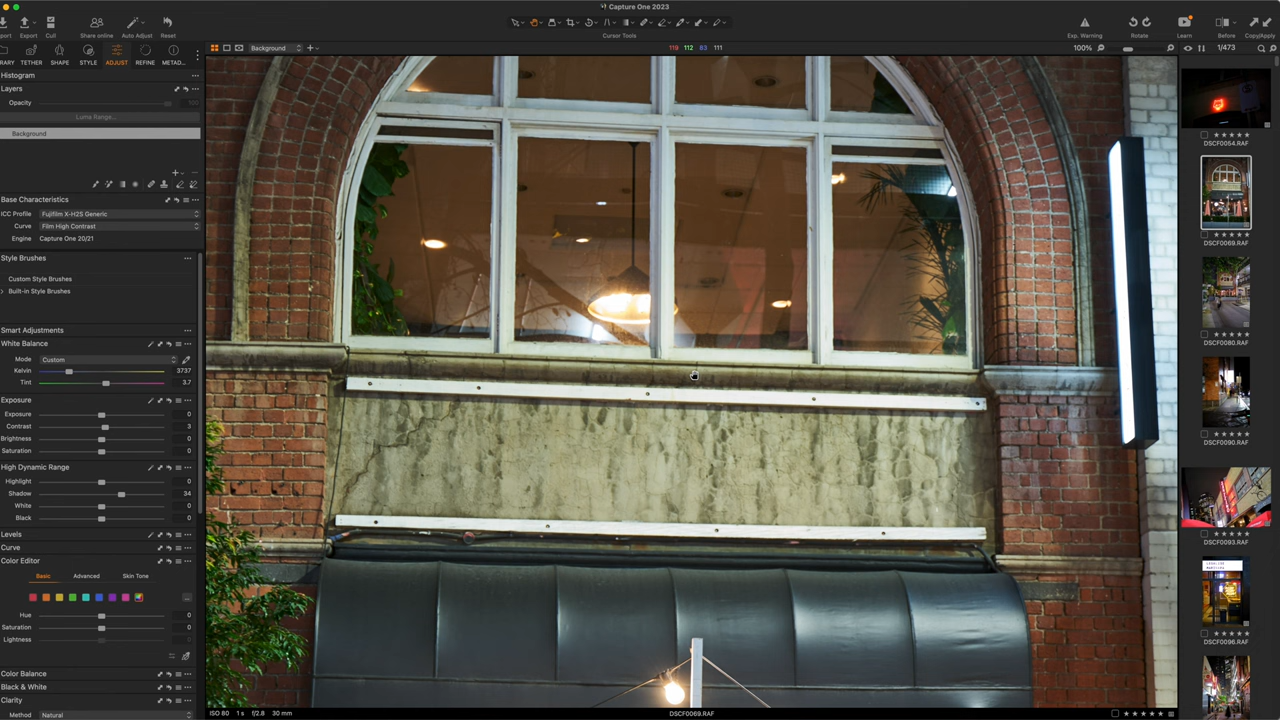 Capture One 2023
port
Export
Cull
Share online
Auto Adjust
Reset
Cursor Tools
Exp. Warning
Rotate
Learn
Before
Copy/Apply
RARY
TETHER
SHAPE
STYLE
ADJUST
REFINE
METAD...
Background
119 112 83 111
100%
1/473
Histogram
Layers
Opacity
100
Luma Range...
Background
Base Characteristics
ICC Profile
Fujifilm X-H2S Generic
Curve
Film High Contrast
Engine
Capture One 20/21
Style Brushes
Custom Style Brushes
Built-in Style Brushes
Smart Adjustments
White Balance
Mode
Custom
Kelvin
3737
Tint
3.7
Exposure
Exposure
0
Contrast
3
Brightness
0
Saturation
0
High Dynamic Range
Highlight
0
Shadow
34
White
0
Black
0
Levels
Curve
Color Editor
Basic
Advanced
Skin Tone
Hue
0
Saturation
0
Lightness
0
Color Balance
Black & White
Clarity
Method
Natural
ISO 80 1 s f/2.8 30 mm
DSCF0069.RAF
DSCF0054.RAF
DSCF0069.RAF
DSCF0080.RAF
DSCF0090.RAF
DSCF0093.RAF
DSCF0096.RAF